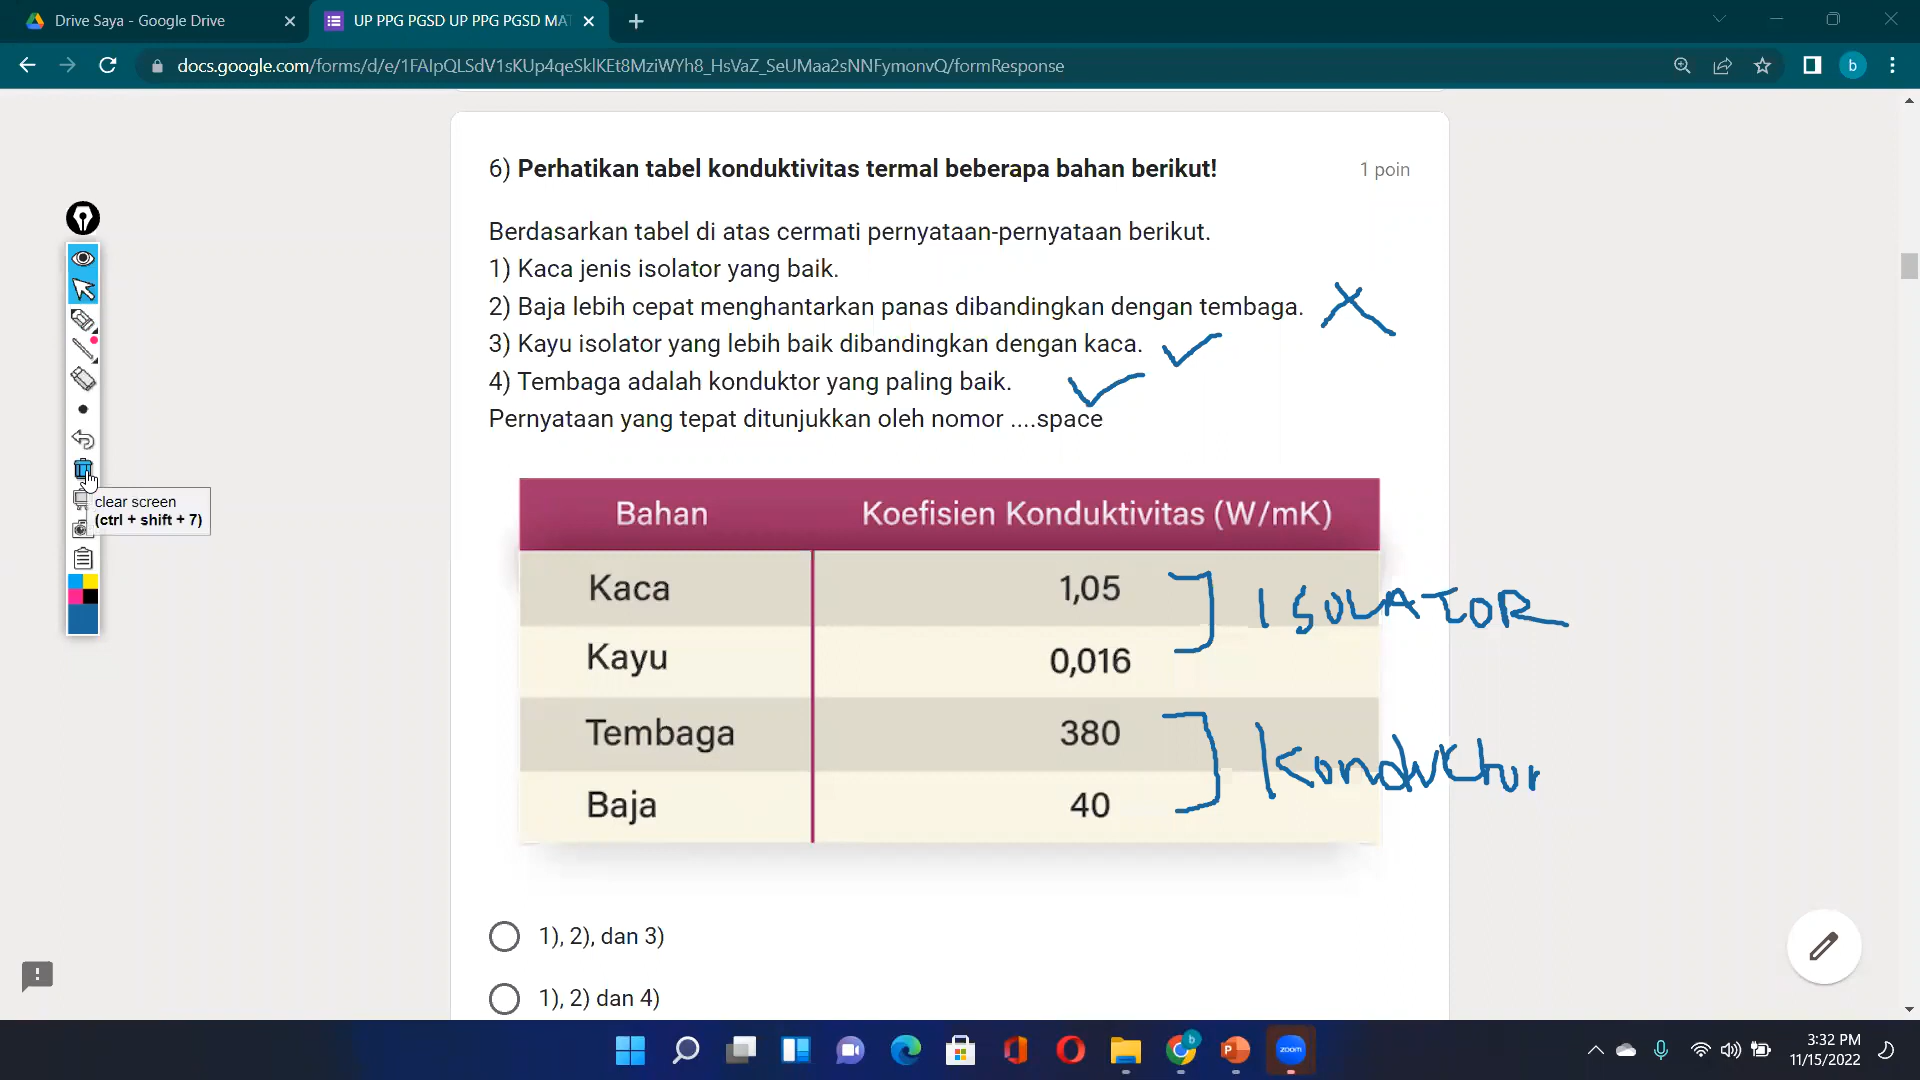 Drive Saya - Google Drive
UP PPG PGSD UP PPG PGSD MAT
docs.google.com/forms/d/e/1FAIpQLSdV1sKUp4qeSklKEt8MziWYh8_HsVaZ_SeUMaa2sNNFymonvQ/formResponse
b
6) Perhatikan tabel konduktivitas termal beberapa bahan berikut!
1 poin
Berdasarkan tabel di atas cermati pernyataan-pernyataan berikut.
1) Kaca jenis isolator yang baik.
2) Baja lebih cepat menghantarkan panas dibandingkan dengan tembaga.
3) Kayu isolator yang lebih baik dibandingkan dengan kaca.
4) Tembaga adalah konduktor yang paling baik.
Pernyataan yang tepat ditunjukkan oleh nomor ....space
clear screen
(ctrl + shift + 7)
Bahan Koefisien Konduktivitas (W/mK)
Kaca 1,05
ISOLATOR
Kayu 0,016
Tembaga 380
Konduktor
Baja 40
1), 2), dan 3)
1), 2) dan 4)
b
zoom
3:32 PM
11/15/2022